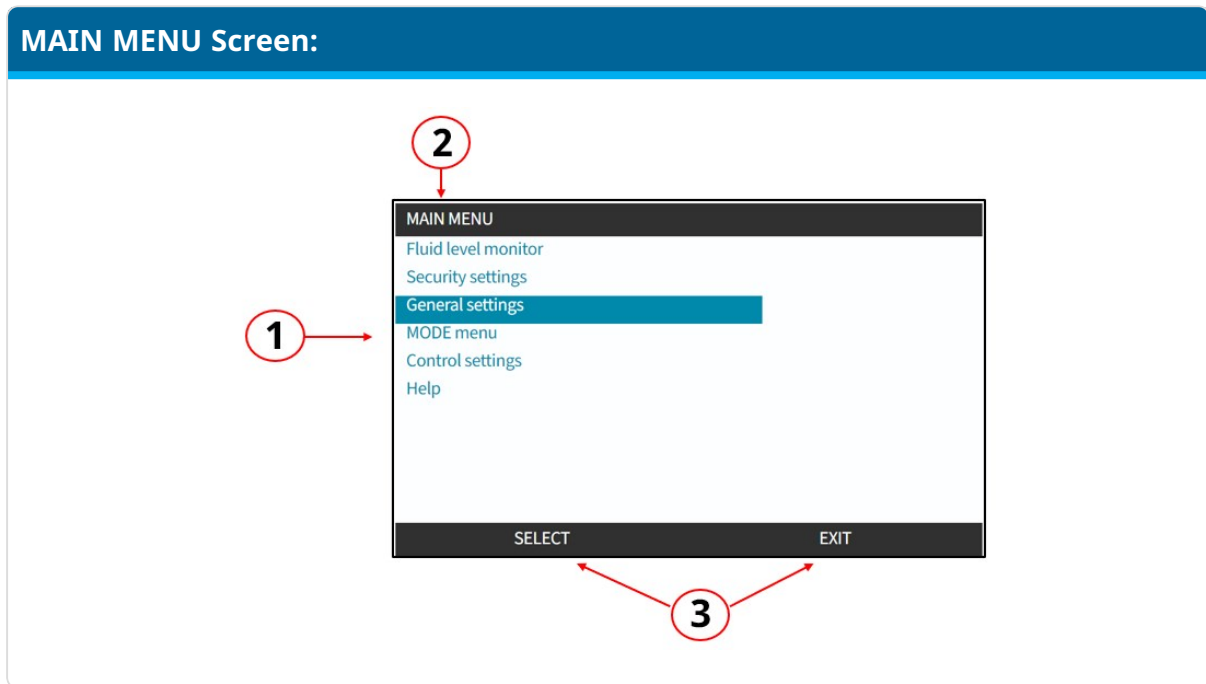 MAIN MENU Screen:
2
MAIN MENU
Fluid level monitor
Security settings
General settings
1
MODE menu
Control settings
Help
SELECT EXIT
3